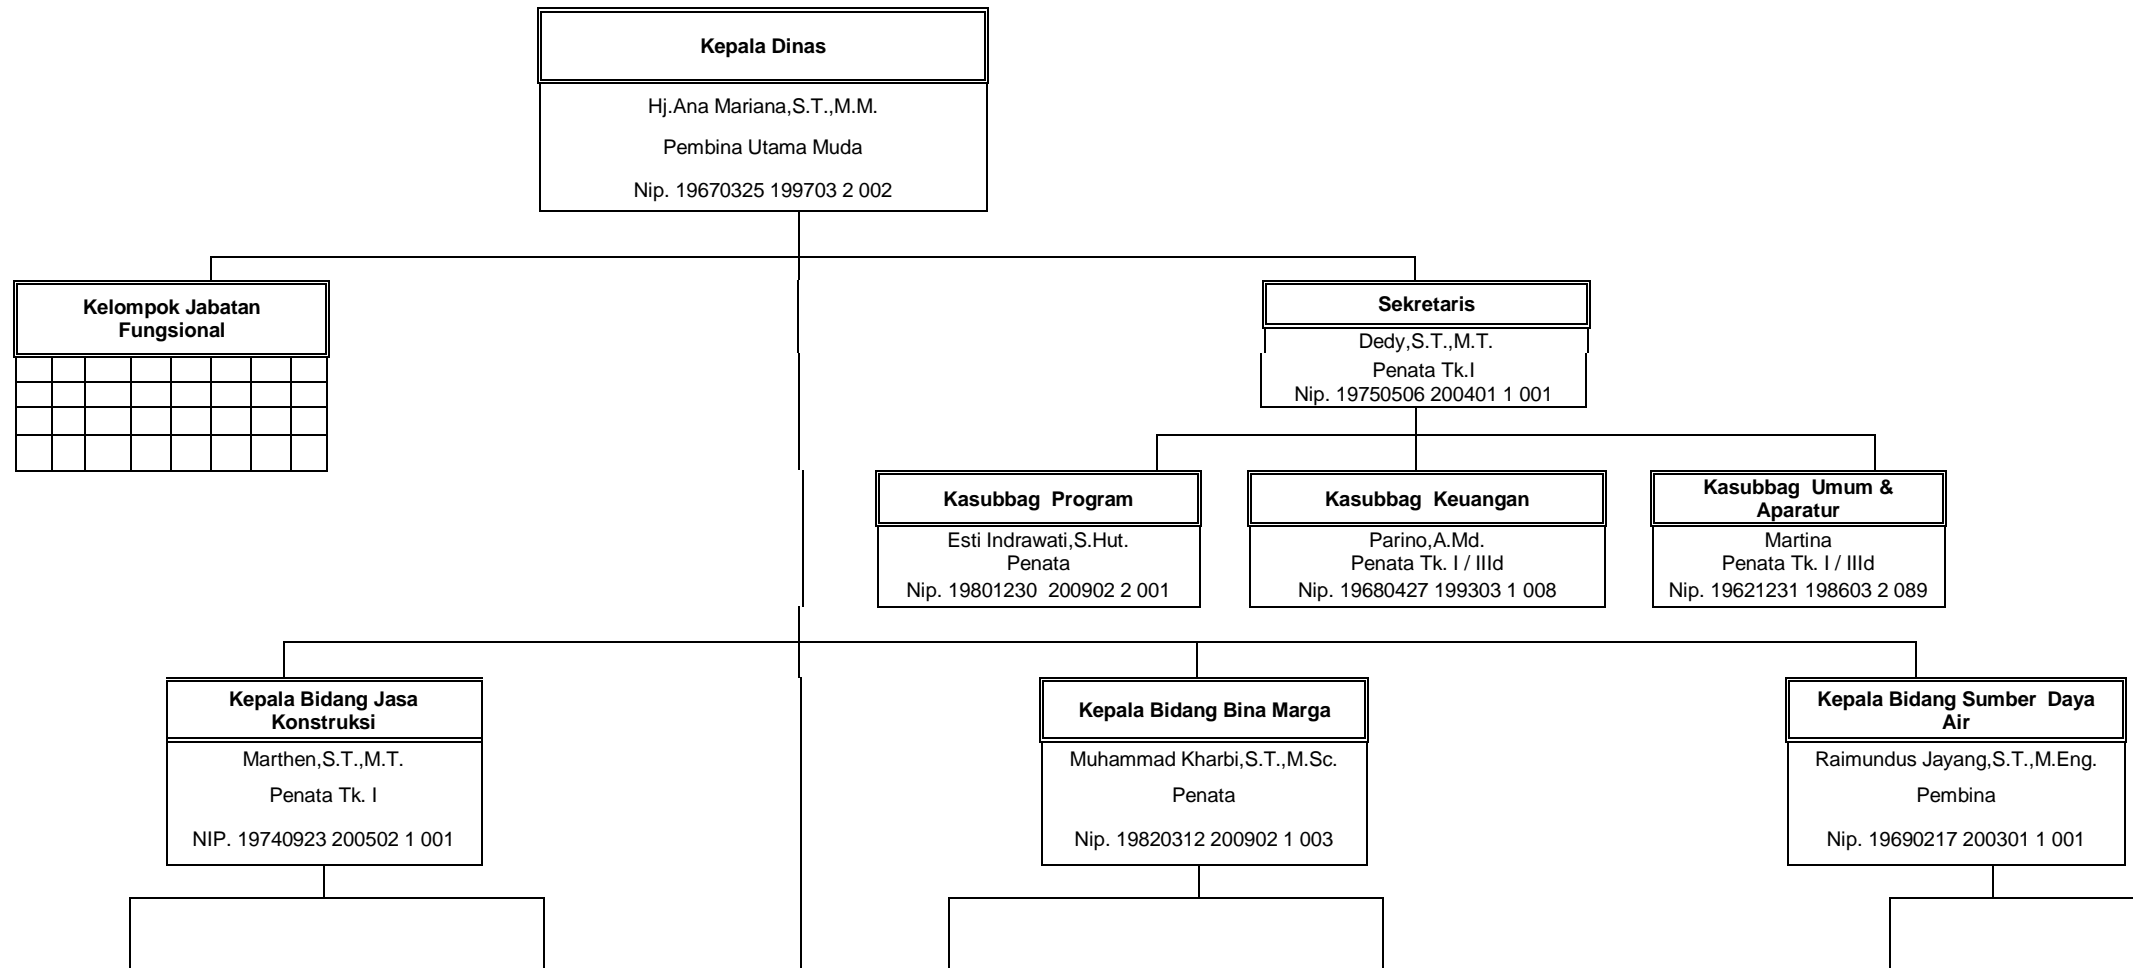 Kepala Dinas
Hj.Ana Mariana,S.T.,M.M.
Pembina Utama Muda
Nip. 19670325 199703 2 002
Kelompok Jabatan
Fungsional
Sekretaris
Dedy,S.T.,M.T.
Penata Tk.I
Nip. 19750506 200401 1 001
Kasubbag Program
Esti Indrawati,S.Hut.
Penata
Nip. 19801230 200902 2 001
Kasubbag Keuangan
Parino,A.Md.
Penata Tk. I / IIId
Nip. 19680427 199303 1 008
Kasubbag Umum &
Aparatur
Martina
Penata Tk. I / IIId
Nip. 19621231 198603 2 089
Kepala Bidang Jasa
Konstruksi
Marthen,S.T.,M.T.
Penata Tk. I
NIP. 19740923 200502 1 001
Kepala Bidang Bina Marga
Muhammad Kharbi,S.T.,M.Sc.
Penata
Nip. 19820312 200902 1 003
Kepala Bidang Sumber Daya
Air
Raimundus Jayang,S.T.,M.Eng.
Pembina
Nip. 19690217 200301 1 001